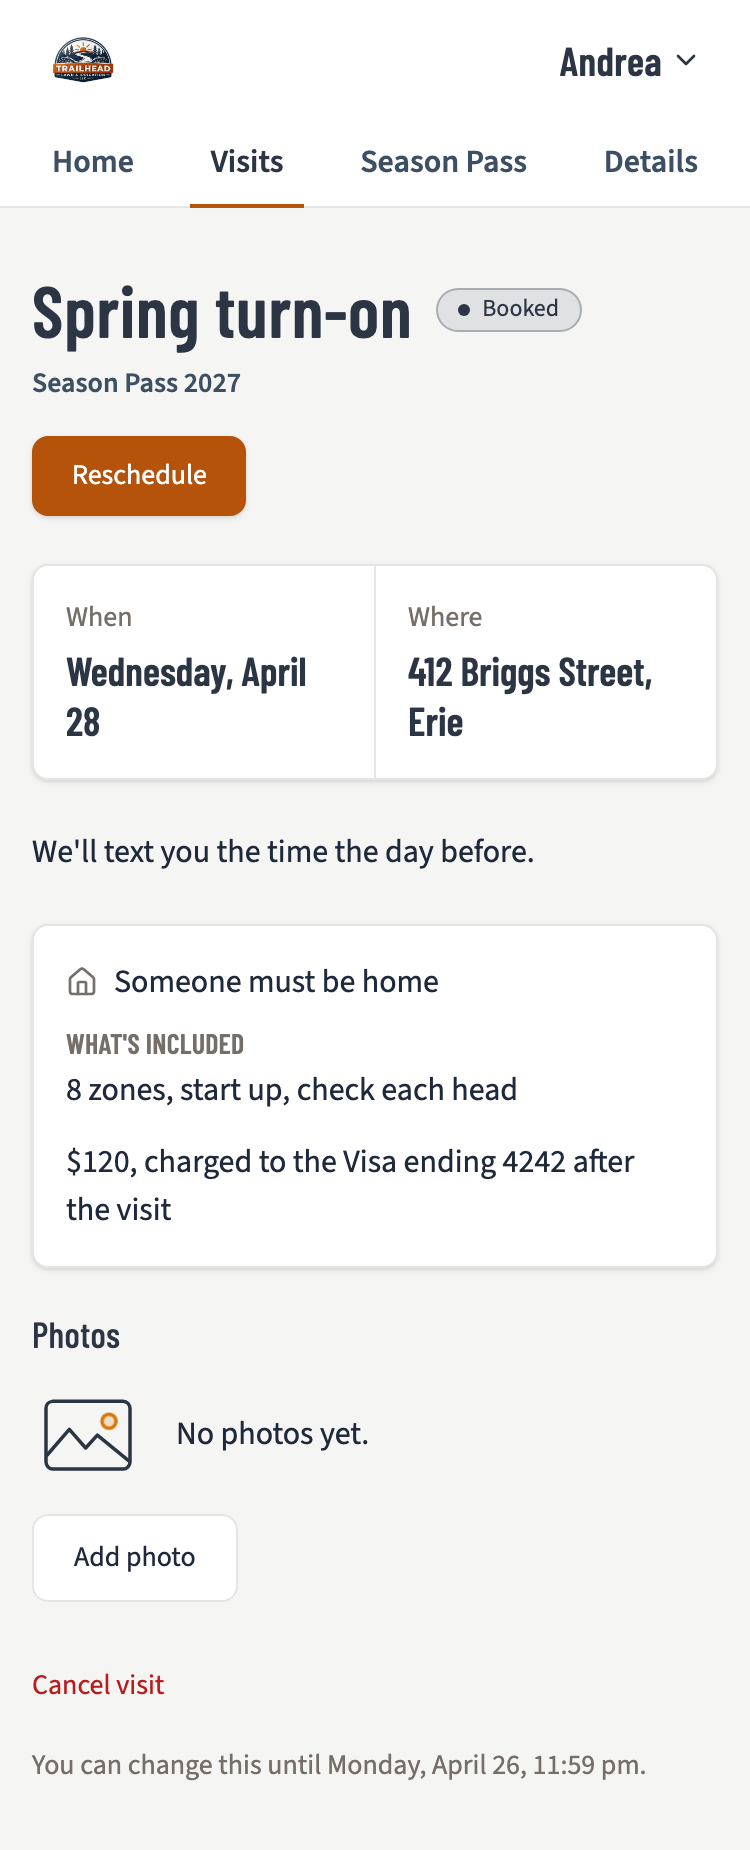 TRAILHEAD
Andrea
Home
Visits
Season Pass
Details
Spring turn-on
Booked
Season Pass 2027
Reschedule
When
Wednesday, April
28
Where
412 Briggs Street,
Erie
We'll text you the time the day before.
Someone must be home
WHAT'S INCLUDED
8 zones, start up, check each head
$120, charged to the Visa ending 4242 after
the visit
Photos
No photos yet.
Add photo
Cancel visit
You can change this until Monday, April 26, 11:59 pm.